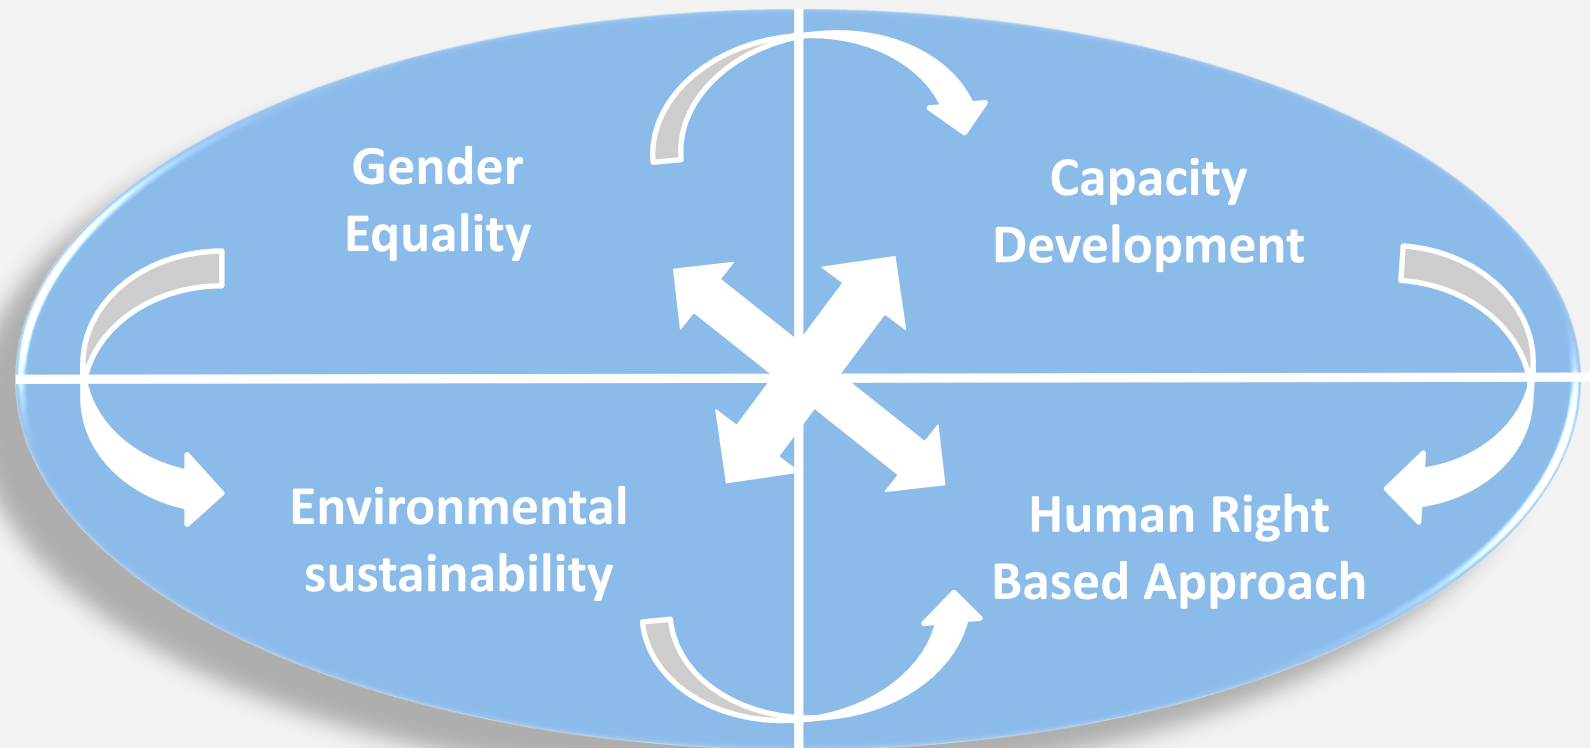 Gender
Equality
Capacity
Development
Environmental
sustainability
Human Right
Based Approach